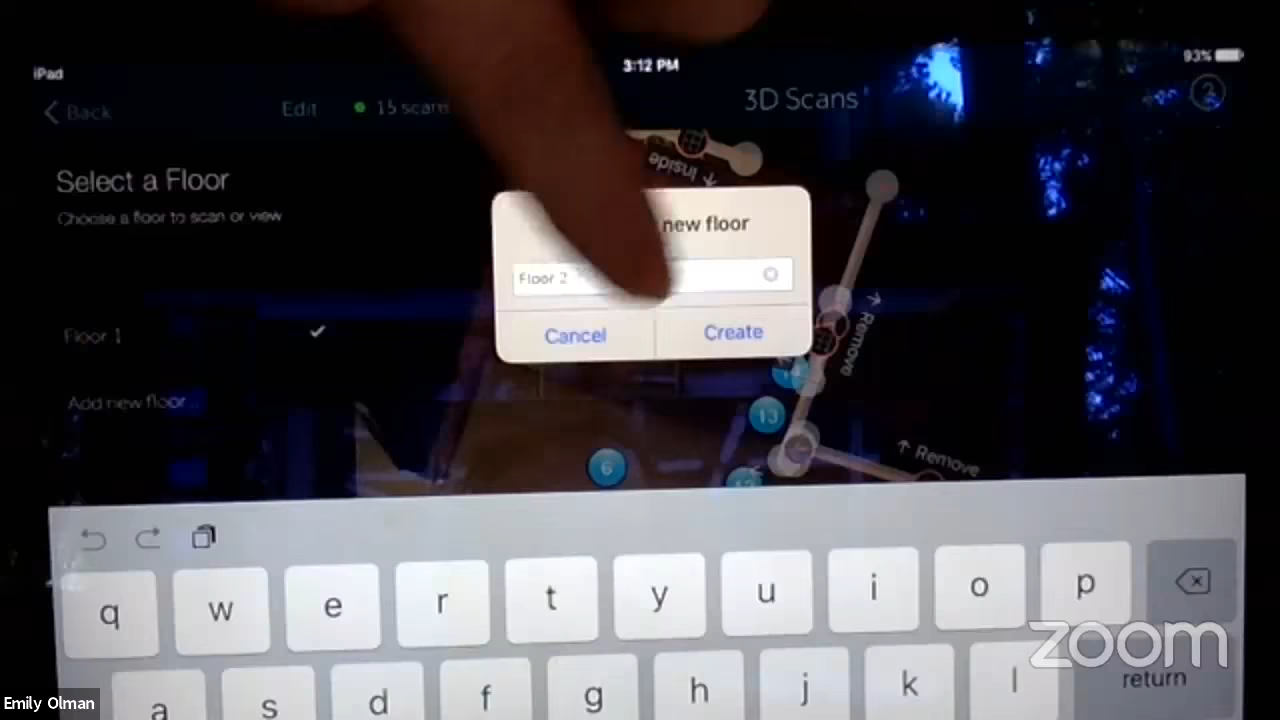 iPad
3:12 PM
93%
Back
Edit
15 scans
3D Scans
?
Select a Floor
Choose a floor to scan or view
↑ Inside
new floor
Floor 2
Cancel
Create
Floor 1
Add new floor...
↑ Remove
13
6
↑ Remove
q w e r t y u i o p
a s d f g h j k l
return
zoom
Emily Olman